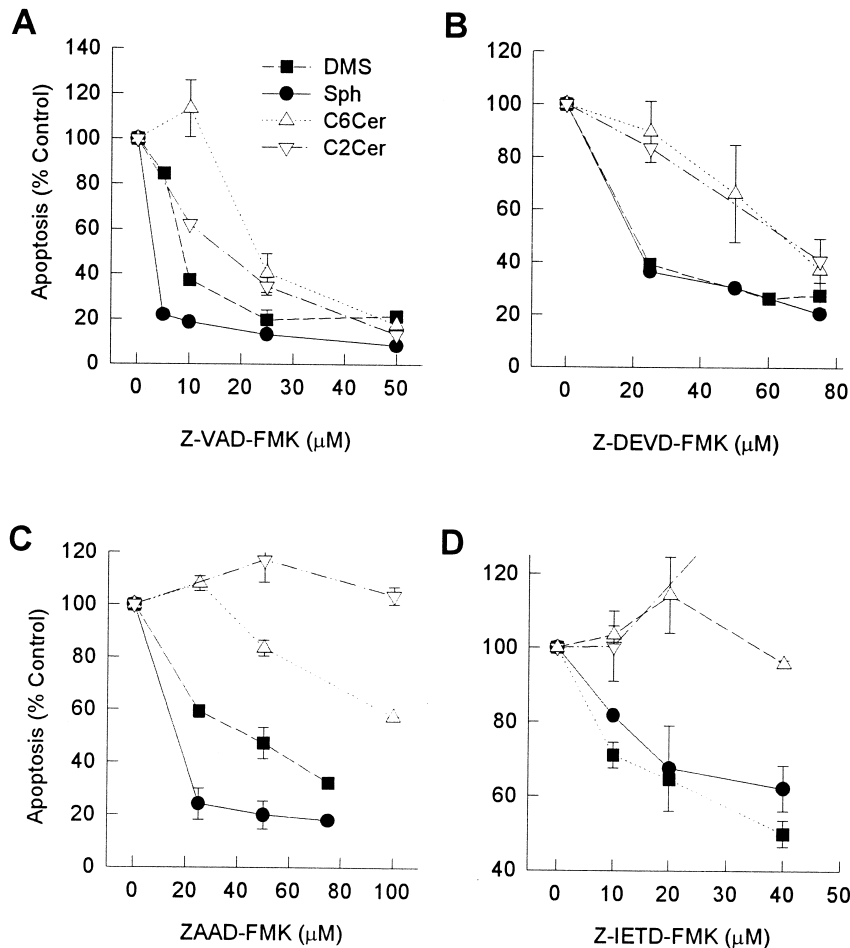 A
Apoptosis (% Control)
140
120
100
80
60
40
20
0
DMS
Sph
C6Cer
C2Cer
0 10 20 30 40 50
Z-VAD-FMK (μM)
B
120
100
80
60
40
20
0
0 20 40 60 80
Z-DEVD-FMK (μM)
C
Apoptosis (% Control)
120
100
80
60
40
20
0
0 20 40 60 80 100
ZAAD-FMK (μM)
D
120
100
80
60
40
0 10 20 30 40 50
Z-IETD-FMK (μM)